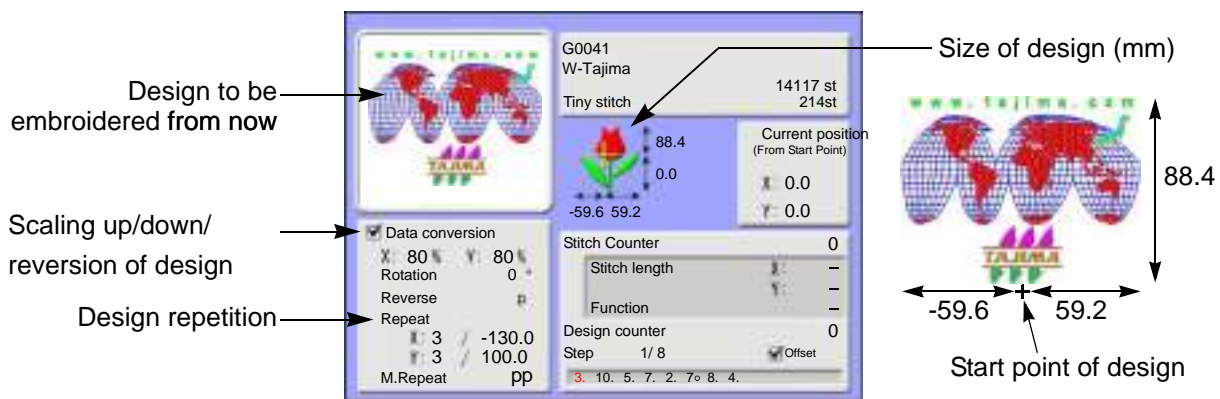 Design to be
embroidered from now
Scaling up/down/
reversion of design
Design repetition
www.tajima.com
TAJIMA
Data conversion
X: 80 % Y: 80 %
Rotation 0 °
Reverse p
Repeat
X: 3 / -130.0
Y: 3 / 100.0
M.Repeat pp
G0041
W-Tajima
14117 st
Tiny stitch 214st
88.4
0.0
-59.6 59.2
Current position
(From Start Point)
X: 0.0
Y: 0.0
Stitch Counter 0
Stitch length X: –
Y: –
Function –
Design counter 0
Step 1/ 8 Offset
3. 10. 5. 7. 2. 7○ 8. 4.
Size of design (mm)
www.tajima.com
TAJIMA
88.4
-59.6 59.2
Start point of design